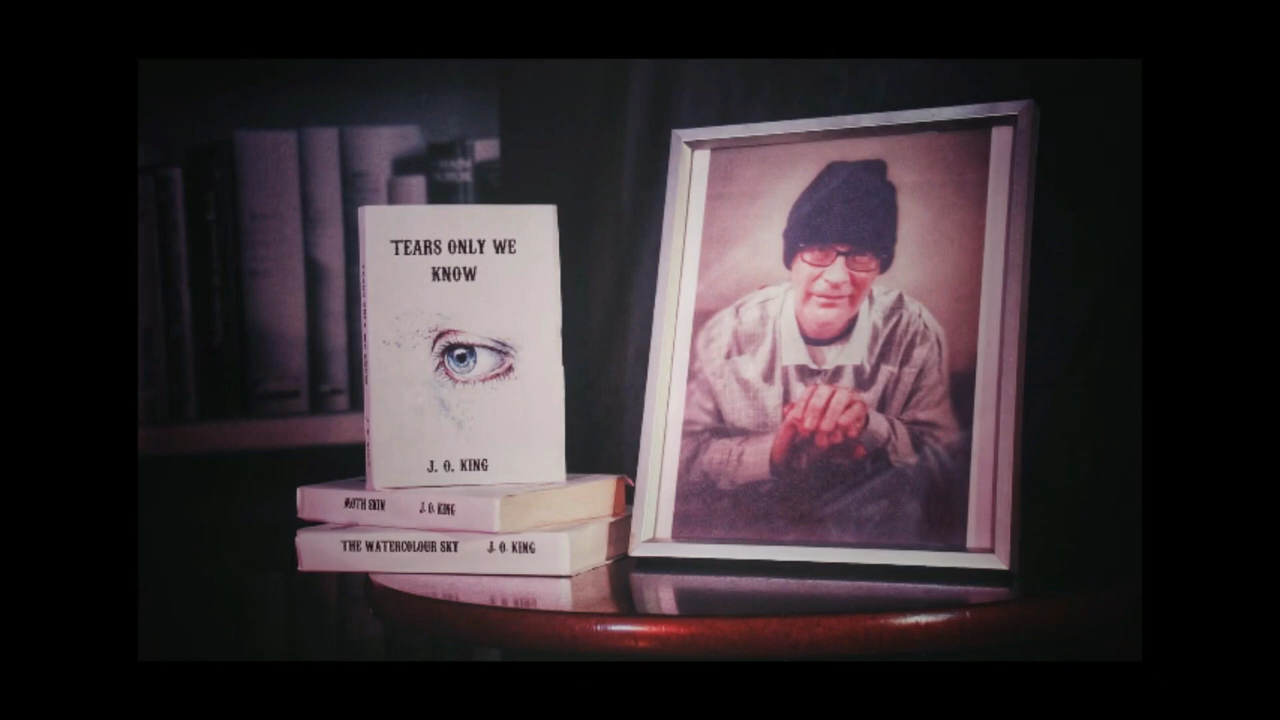 TEARS ONLY WE
KNOW
J. O. KING
MOTH SKIN J. O. KING
THE WATERCOLOUR SKY J. O. KING